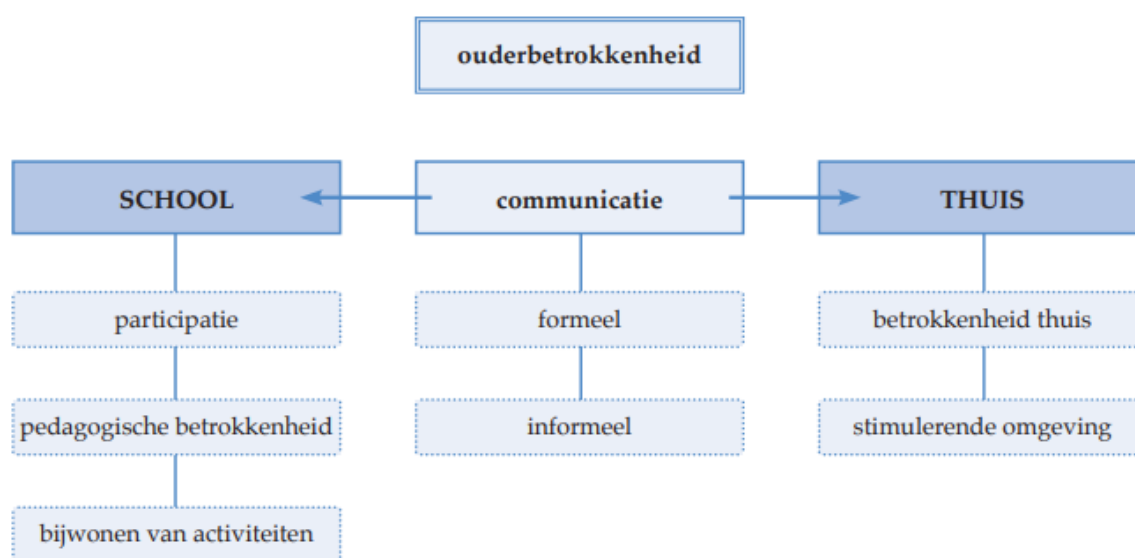 ouderbetrokkenheid
SCHOOL
communicatie
THUIS
participatie
formeel
betrokkenheid thuis
pedagogische betrokkenheid
informeel
stimulerende omgeving
bijwonen van activiteiten